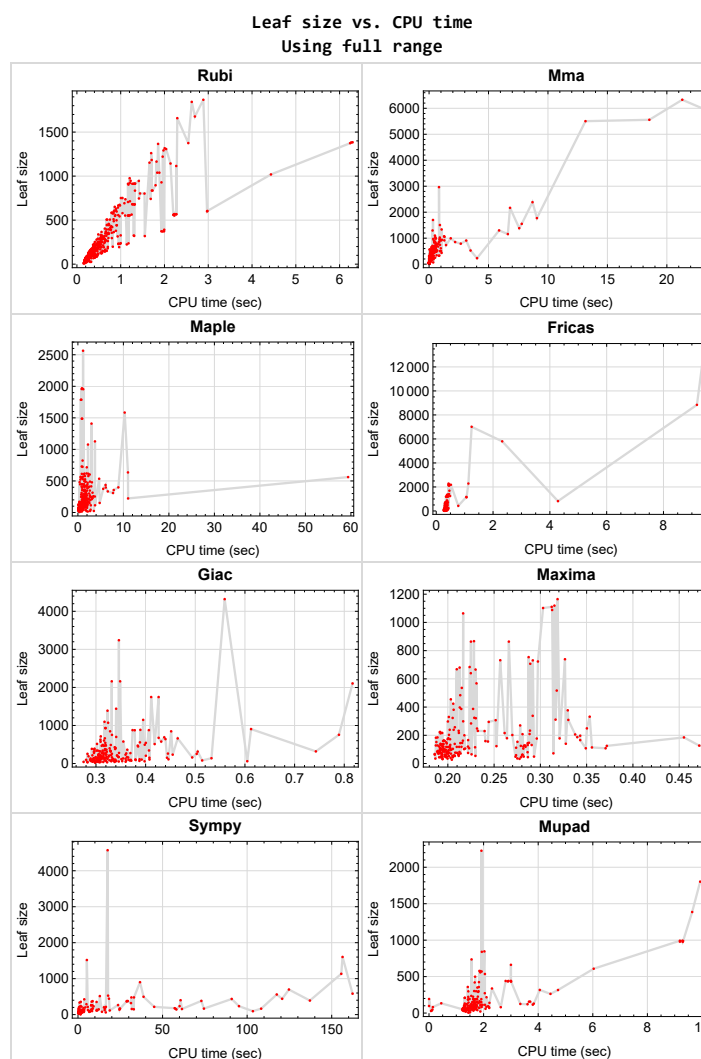 Leaf size vs. CPU time
Using full range
Rubi
Mma
Leaf size
1500
1000
500
0
0 1 2 3 4 5 6
CPU time (sec)
Leaf size
6000
5000
4000
3000
2000
1000
0
0 5 10 15 20
CPU time (sec)
Maple
Fricas
Leaf size
2500
2000
1500
1000
500
0
0 10 20 30 40 50 60
CPU time (sec)
Leaf size
12 000
10 000
8000
6000
4000
2000
0
0 2 4 6 8
CPU time (sec)
Giac
Maxima
Leaf size
4000
3000
2000
1000
0
0.3 0.4 0.5 0.6 0.7 0.8
CPU time (sec)
Leaf size
1200
1000
800
600
400
200
0
0.20 0.25 0.30 0.35 0.40 0.45
CPU time (sec)
Sympy
Mupad
Leaf size
4000
3000
2000
1000
0
0 50 100 150
CPU time (sec)
Leaf size
2000
1500
1000
500
0
0 2 4 6 8
CPU time (sec)